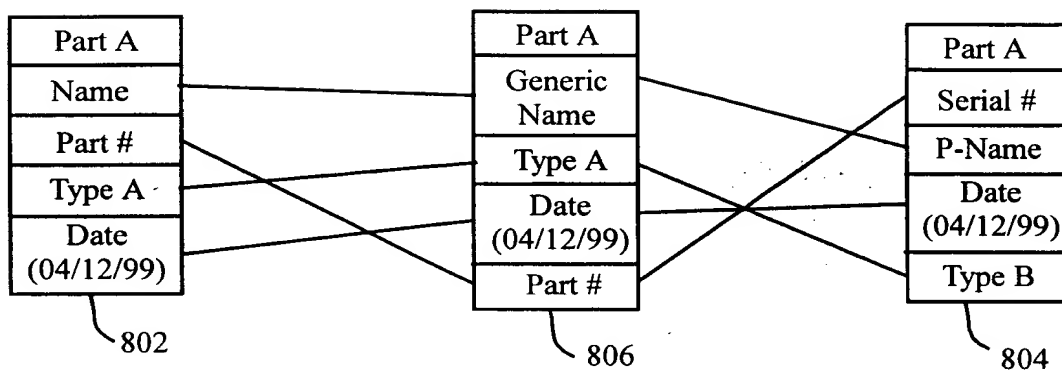 Part A
Name
Part #
Type A
Date
(04/12/99)
802
Part A
Generic
Name
Type A
Date
(04/12/99)
Part #
806
Part A
Serial #
P-Name
Date
(04/12/99)
Type B
804